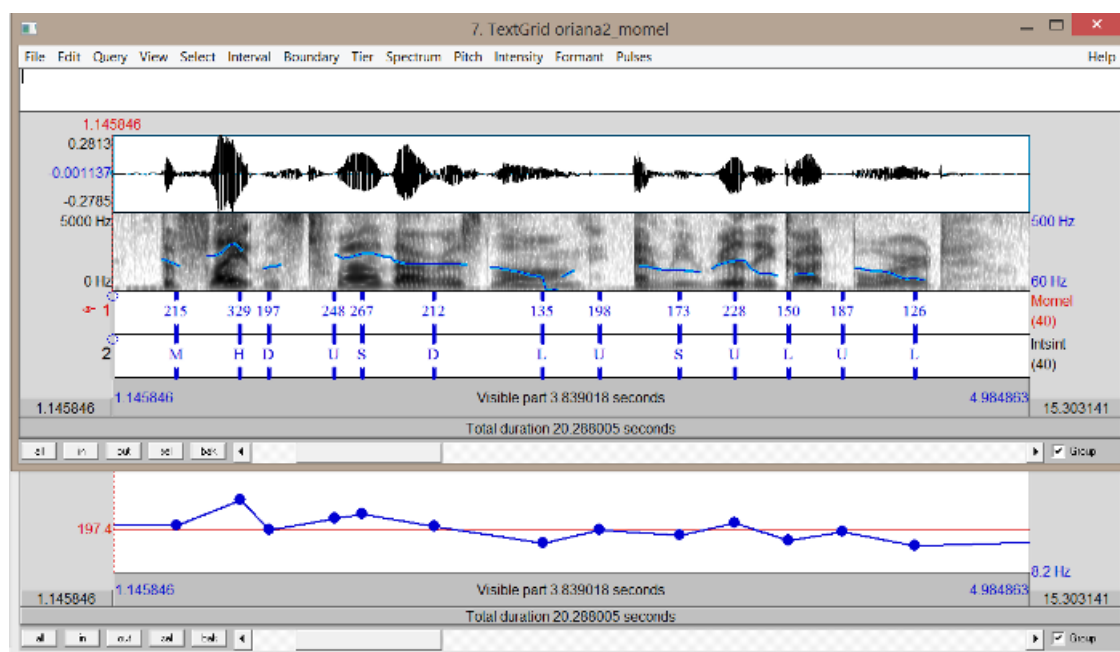 7. TextGrid oriana2_momel
File Edit Query View Select Interval Boundary Tier Spectrum Pitch Intensity Formant Pulses Help
1.145846
0.2813
-0.001137
-0.2785
5000 Hz 500 Hz
0 Hz 60 Hz
1 215 329 197 248 267 212 135 198 173 228 150 187 126 Momel (40)
2 M H D U S D L U S U L U L Intsint (40)
1.145846 1.145846 Visible part 3.839018 seconds 4.984863 15.303141
Total duration 20.288005 seconds
all in out sel bak Group
197.4
8.2 Hz
1.145846 1.145846 Visible part 3.839018 seconds 4.984863 15.303141
Total duration 20.288005 seconds
all in out sel bak Group